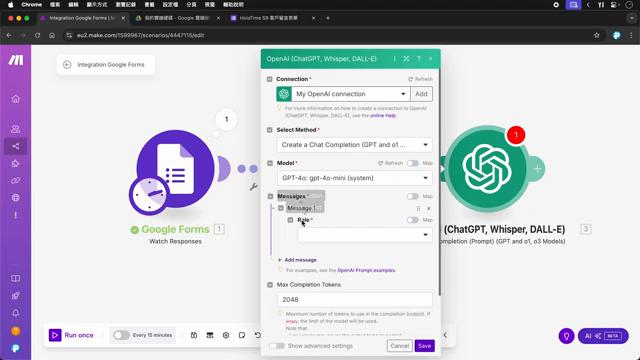 Chrome 檔案 編輯 顯示 瀏覽記錄 書籤 設定檔 分頁 視窗 輔助說明
Integration Google Forms |
我的雲端硬碟 - Google 雲端硬
HoloTime S9 客戶留言表單
eu2.make.com/1599967/scenarios/4447115/edit
Integration Google Forms
OpenAI (ChatGPT, Whisper, DALL-E)
Connection *
Refresh
My OpenAI connection
Add
For more information on how to create a connection to OpenAI
(ChatGPT, Whisper, DALL-E), see the online Help.
Select Method *
Create a Chat Completion (GPT and o1 ...
Model *
Refresh
Map
GPT-4o: gpt-4o-mini (system)
Messages
Map
Message 1
Role *
Map
Add message
For examples, see the OpenAI Prompt examples.
Max Completion Tokens
2048
Maximum number of tokens to use in the completion (output). If
empty, the limit of the model will be used.
Note that:
Show advanced settings
Cancel
Save
1
Google Forms
1
Watch Responses
1
(ChatGPT, Whisper, DALL-E)
3
mpletion (Prompt) (GPT and o1, o3 Models)
Run once
Every 15 minutes
AI
BETA